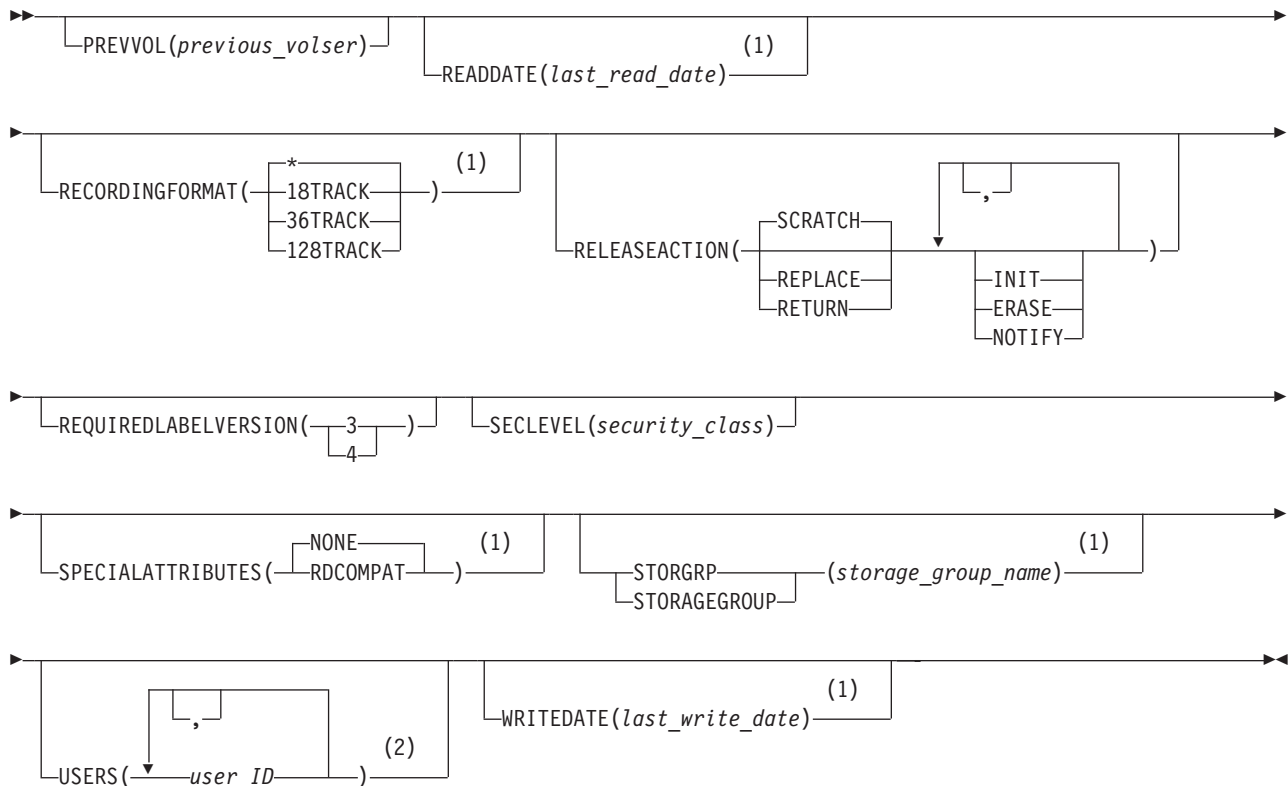 PREVVOL(previous_volser)
READDATE(last_read_date)
(1)
RECORDINGFORMAT(
*
18TRACK
36TRACK
128TRACK
)
(1)
RELEASEACTION(
SCRATCH
REPLACE
RETURN
,
INIT
ERASE
NOTIFY
)
REQUIREDLABELVERSION(
3
4
)
SECLEVEL(security_class)
SPECIALATTRIBUTES(
NONE
RDCOMPAT
)
(1)
STORGRP
STORAGEGROUP
(storage_group_name)
(1)
USERS(
,
user ID
)
(2)
WRITEDATE(last_write_date)
(1)